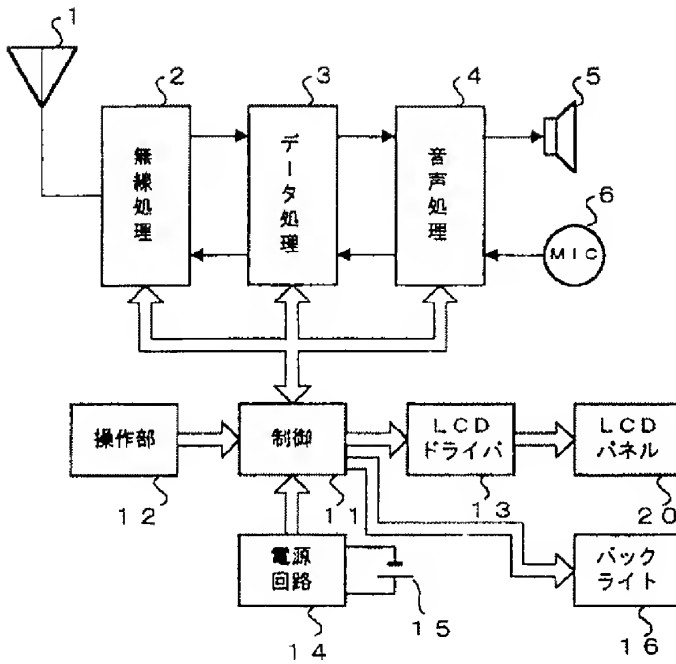 1
2
3
4
5
無線処理
データ処理
音声処理
6
MIC
操作部
制御
LCD
ドライバ
LCD
パネル
12
11
13
20
電源
回路
バック
ライト
15
14
16